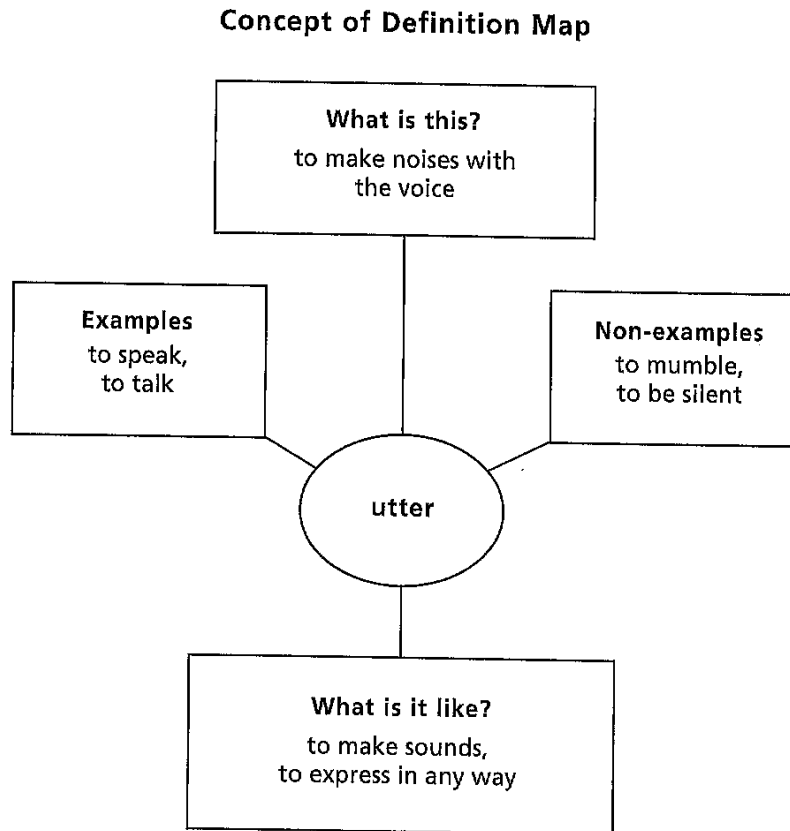 Concept of Definition Map
What is this?
to make noises with
the voice
Examples
to speak,
to talk
Non-examples
to mumble,
to be silent
utter
What is it like?
to make sounds,
to express in any way